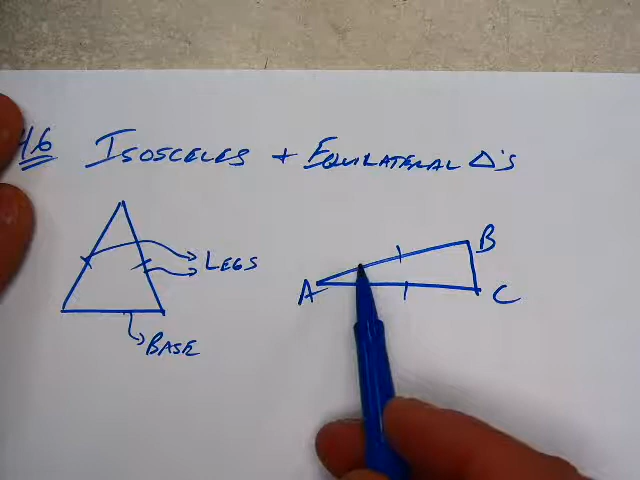 4.6 Isosceles + Equilateral Δ's
Legs
Base
A
B
C